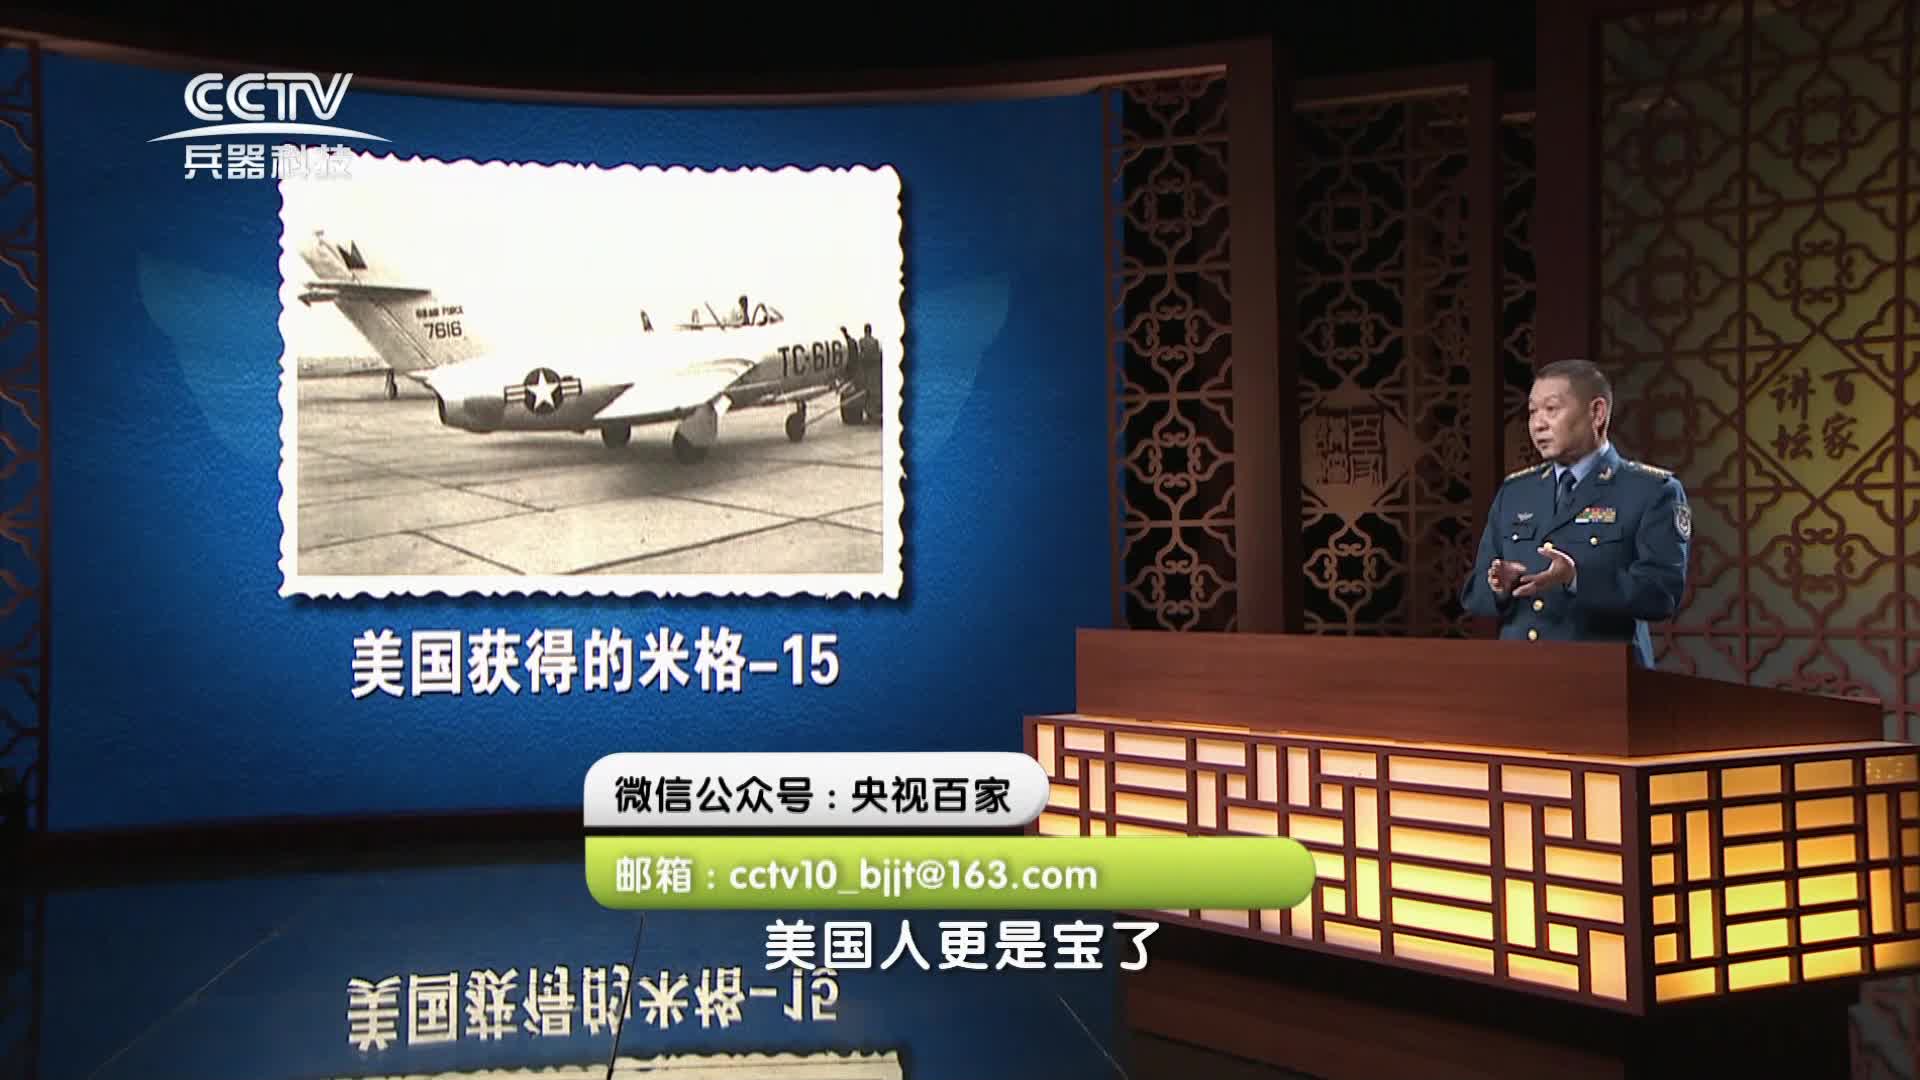 CCTV
兵器科技
7616
TC-616
美国获得的米格-15
百家
讲坛
微信公众号：央视百家
邮箱：cctv10_bjjt@163.com
美国人更是宝了